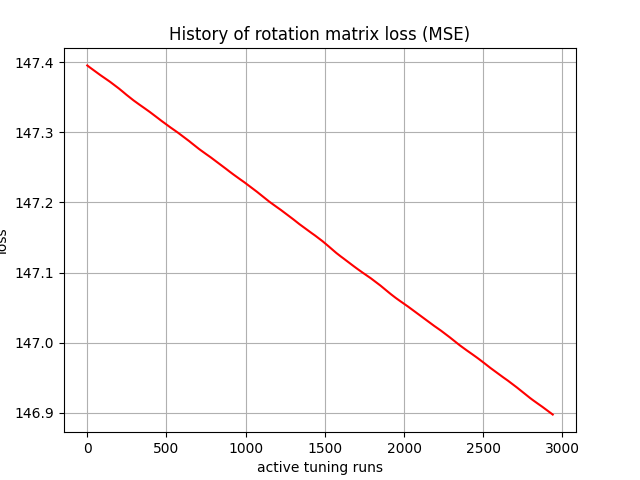 History of rotation matrix loss (MSE)
147.4
147.3
147.2
147.1
147.0
146.9
loss
0 500 1000 1500 2000 2500 3000
active tuning runs